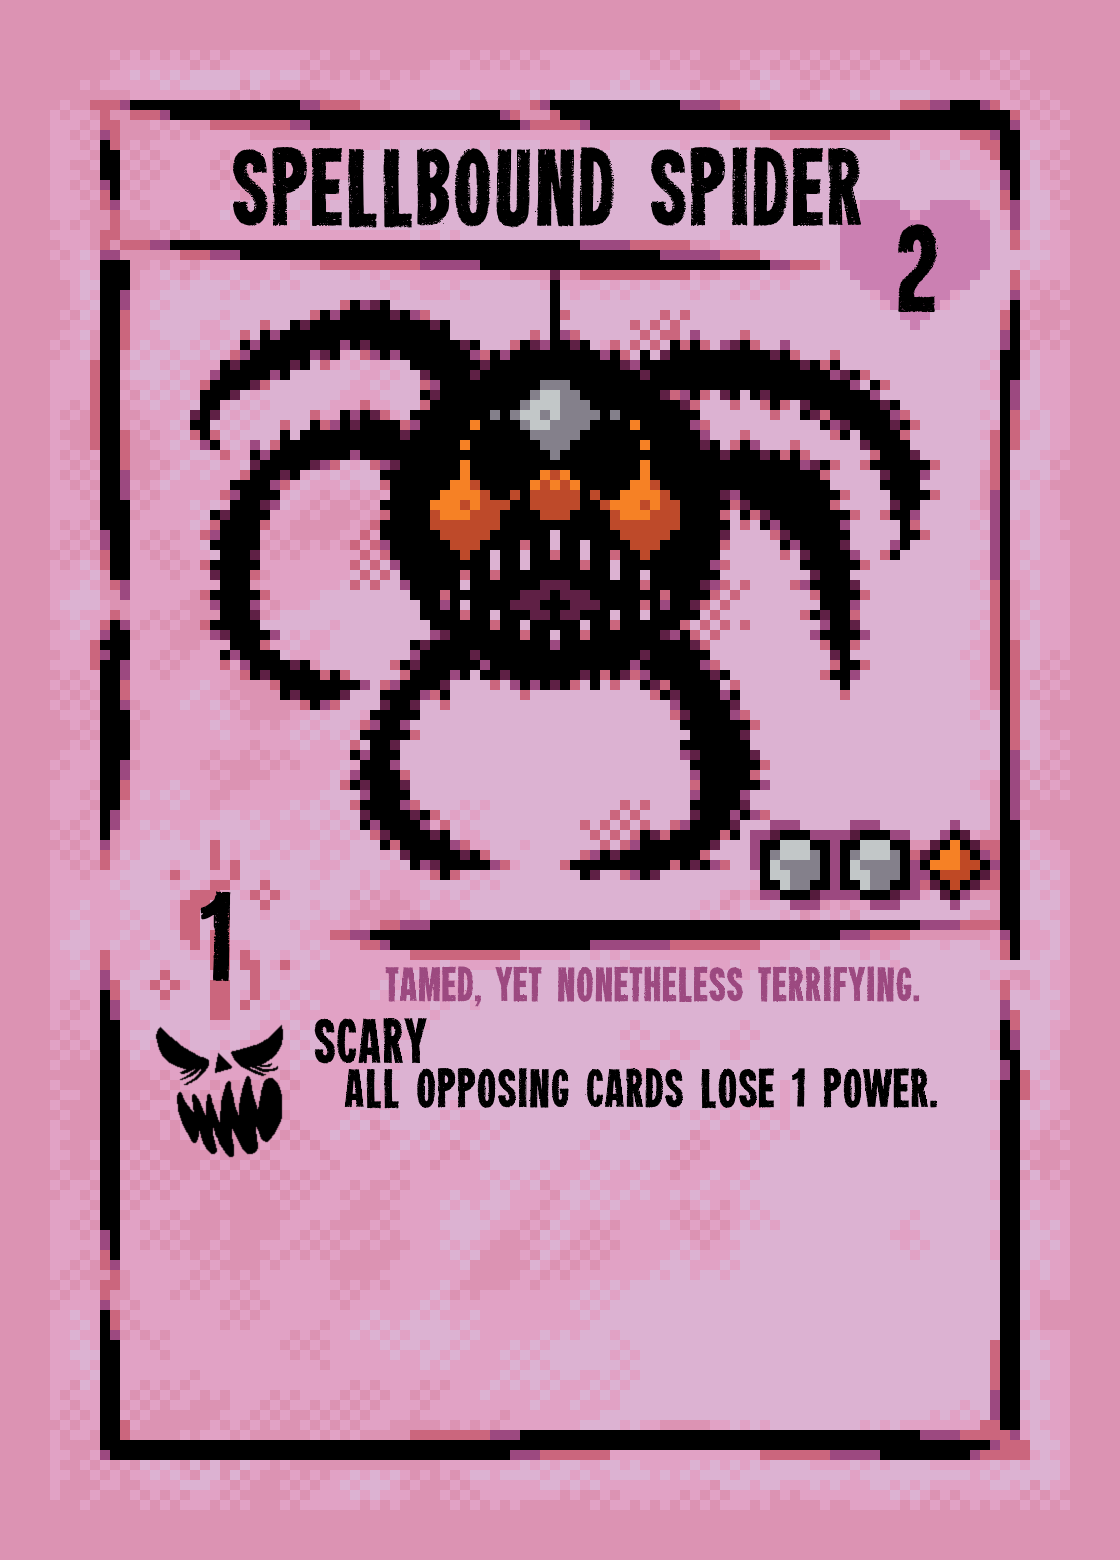 SPELLBOUND SPIDER
2
1
TAMED, YET NONETHELESS TERRIFYING.
SCARY
ALL OPPOSING CARDS LOSE 1 POWER.